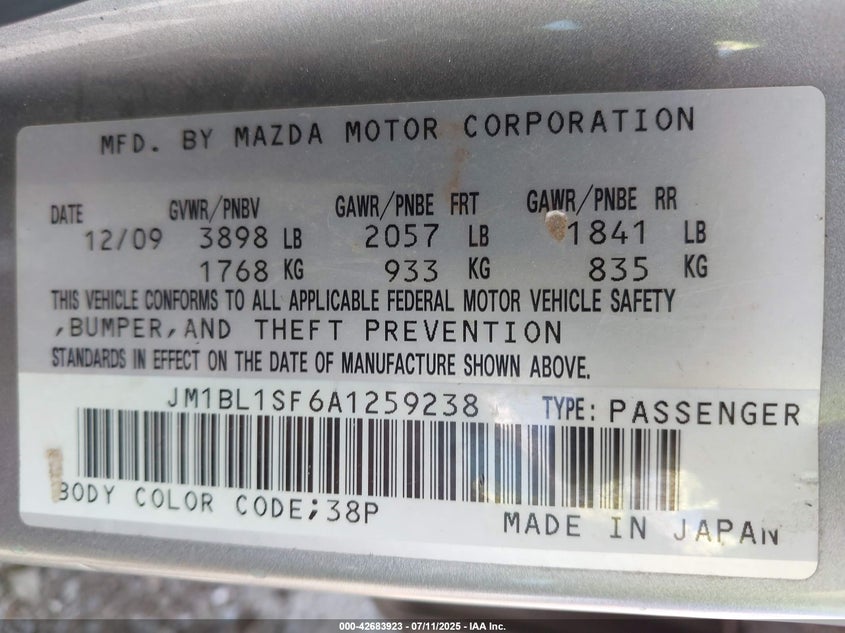 MFD. BY MAZDA MOTOR CORPORATION
DATE GVWR/PNBV GAWR/PNBE FRT GAWR/PNBE RR
12/09 3898 LB 2057 LB 1841 LB
1768 KG 933 KG 835 KG
THIS VEHICLE CONFORMS TO ALL APPLICABLE FEDERAL MOTOR VEHICLE SAFETY
,BUMPER,AND THEFT PREVENTION
STANDARDS IN EFFECT ON THE DATE OF MANUFACTURE SHOWN ABOVE.
JM1BL1SF6A1259238 TYPE: PASSENGER
BODY COLOR CODE;38P
MADE IN JAPAN
000-42683923 / 07/11/2025 - IAA Inc.